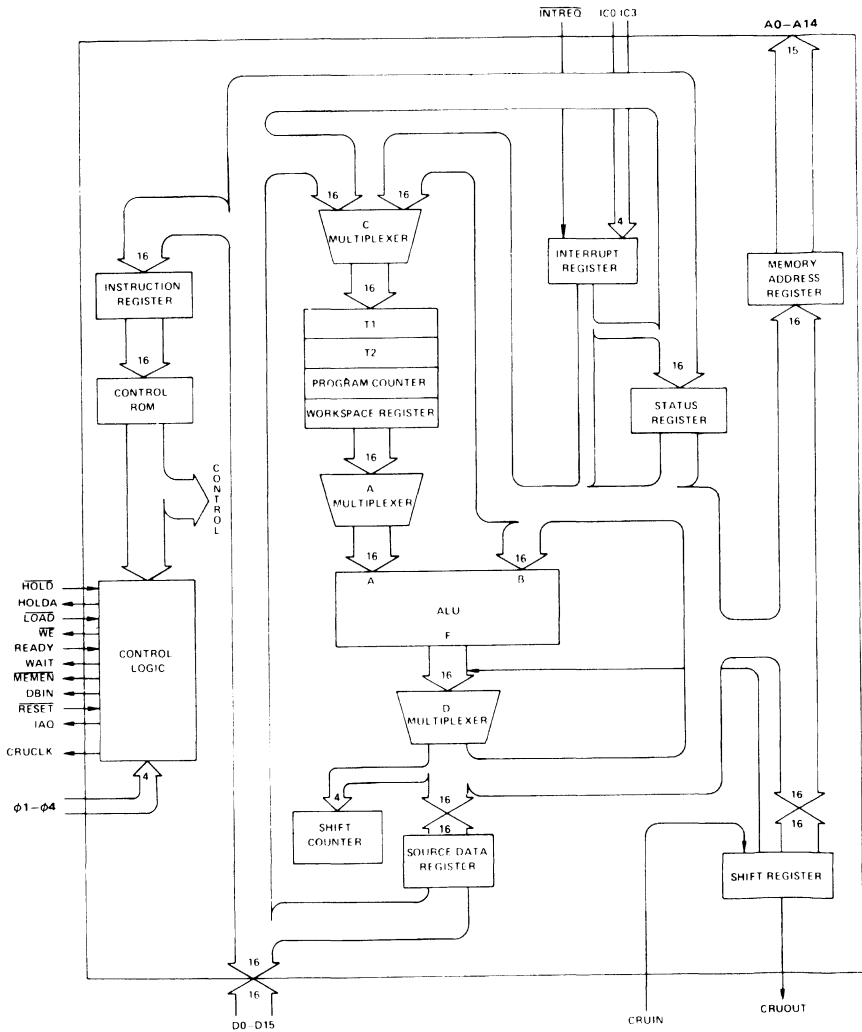 INTREQ
IC0 IC3
A0–A14
15
16
16
4
C
MULTIPLEXER
INTERRUPT
REGISTER
MEMORY
ADDRESS
REGISTER
16
INSTRUCTION
REGISTER
16
16
T1
T2
PROGRAM COUNTER
WORKSPACE REGISTER
16
16
CONTROL
ROM
16
STATUS
REGISTER
CONTROL
A
MULTIPLEXER
16
16
A
B
ALU
F
HOLD
HOLDA
LOAD
WE
READY
WAIT
MEMEN
DBIN
RESET
IAQ
CRUCLK
CONTROL
LOGIC
16
D
MULTIPLEXER
4
ϕ1–ϕ4
4
16
16
16
16
SHIFT
COUNTER
SOURCE DATA
REGISTER
SHIFT REGISTER
16
16
D0–D15
CRUIN
CRUOUT